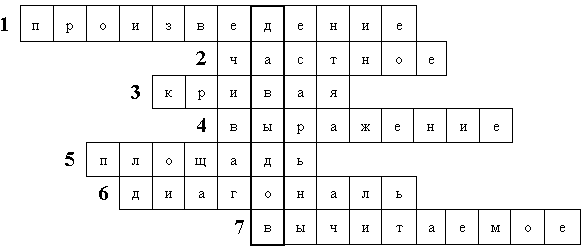 1 произведение
2 частное
3 кривая
4 выражение
5 площадь
6 диагональ
7 вычитаемое